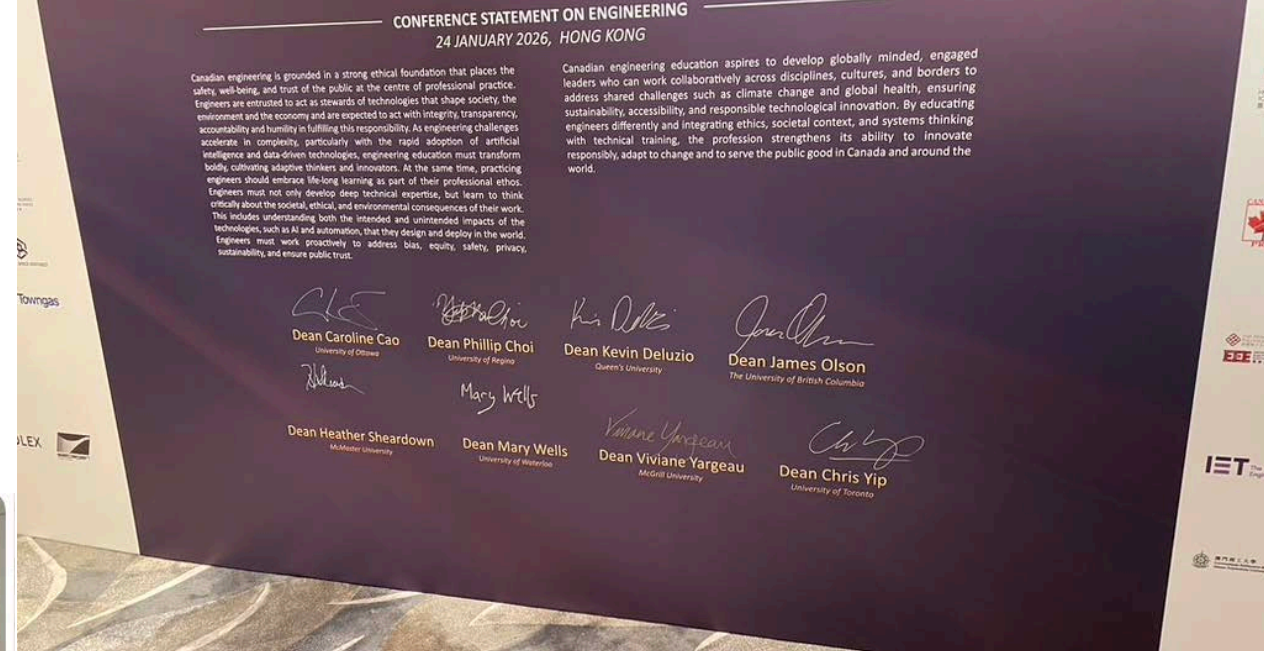 CONFERENCE STATEMENT ON ENGINEERING
24 JANUARY 2026, HONG KONG
Canadian engineering is grounded in a strong ethical foundation that places the
safety, well-being, and trust of the public at the centre of professional practice.
Engineers are entrusted to act as stewards of technologies that shape society, the
environment and the economy and are expected to act with integrity, transparency,
accountability and humility in fulfilling this responsibility. As engineering challenges
accelerate in complexity, particularly with the rapid adoption of artificial
intelligence and data-driven technologies, engineering education must transform
boldly, cultivating adaptive thinkers and innovators. At the same time, practicing
engineers should embrace life-long learning as part of their professional ethos.
Engineers must not only develop deep technical expertise, but learn to think
critically about the societal, ethical, and environmental consequences of their work.
This includes understanding both the intended and unintended impacts of the
technologies, such as AI and automation, that they design and deploy in the world.
Engineers must work proactively to address bias, equity, safety, privacy,
sustainability, and ensure public trust.
Canadian engineering education aspires to develop globally minded, engaged
leaders who can work collaboratively across disciplines, cultures, and borders to
address shared challenges such as climate change and global health, ensuring
sustainability, accessibility, and responsible technological innovation. By educating
engineers differently and integrating ethics, societal context, and systems thinking
with technical training, the profession strengthens its ability to innovate
responsibly, adapt to change and to serve the public good in Canada and around the
world.
Dean Caroline Cao
University of Ottawa
Dean Phillip Choi
University of Regina
Dean Kevin Deluzio
Queen's University
Dean James Olson
The University of British Columbia
Mary Wells
Viviane Yargeau
Dean Heather Sheardown
McMaster University
Dean Mary Wells
University of Waterloo
Dean Viviane Yargeau
McGrill University
Dean Chris Yip
University of Toronto
Towngas
LEX
IET